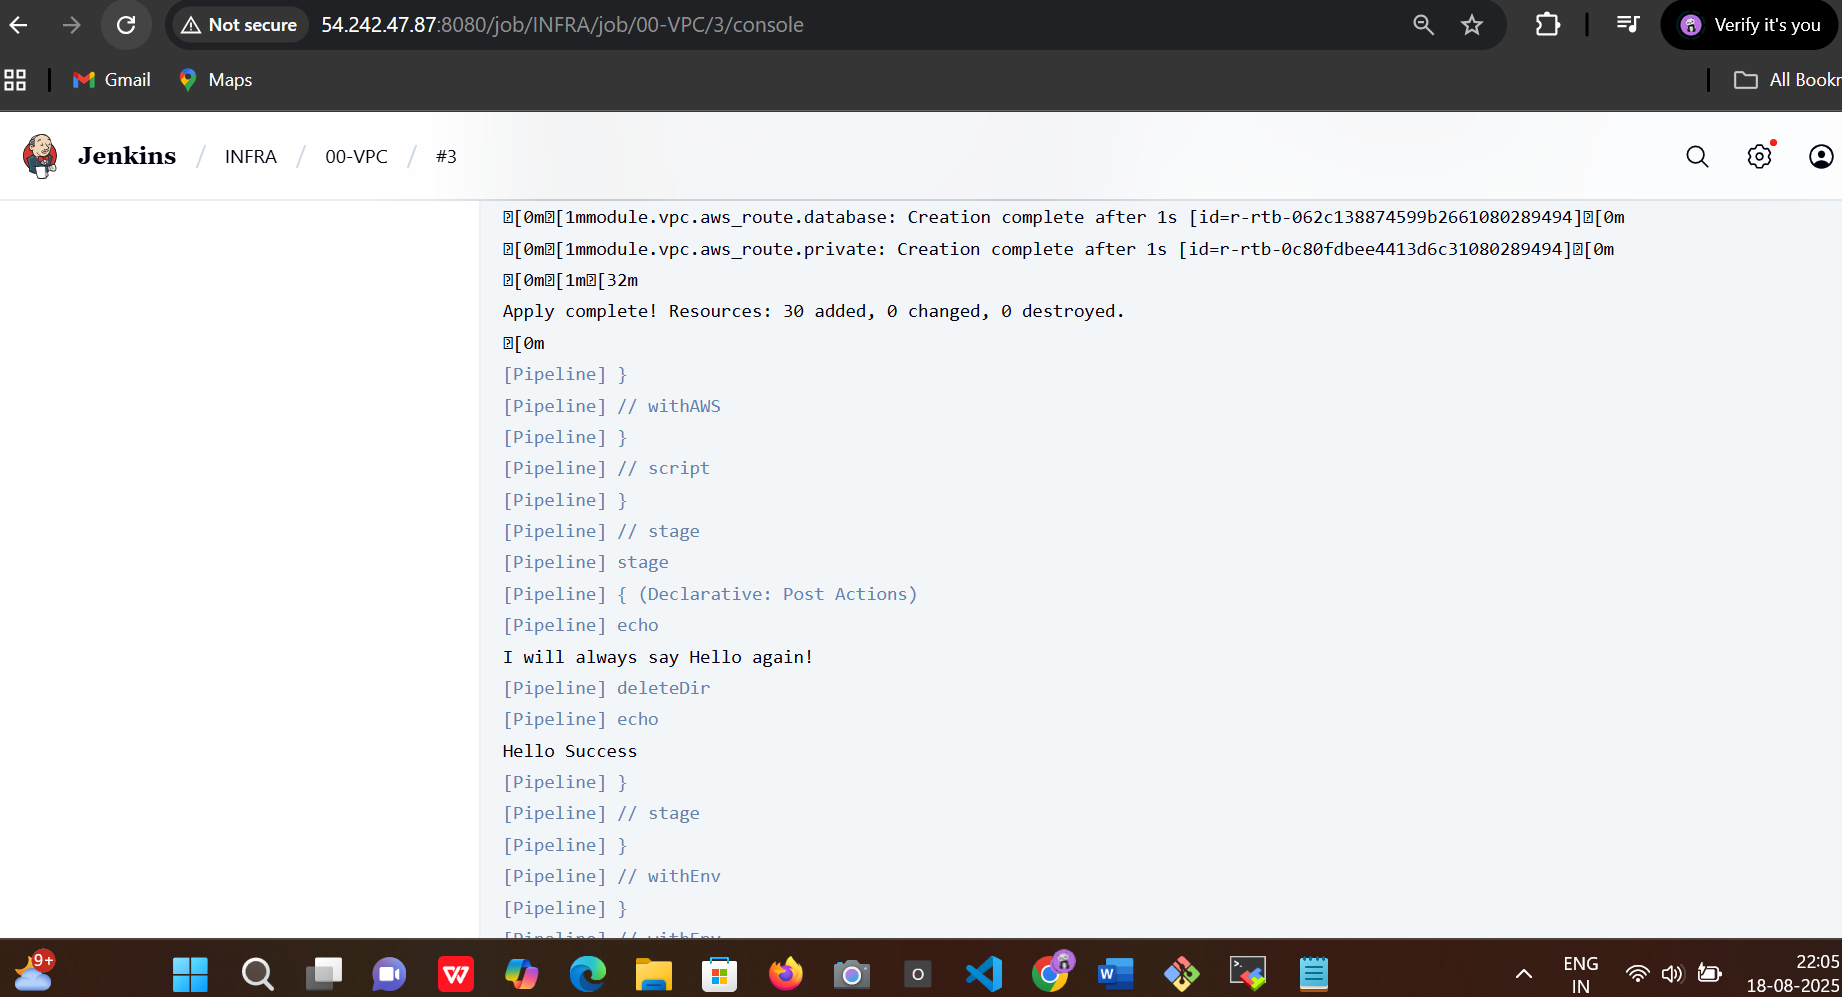 Not secure 54.242.47.87:8080/job/INFRA/job/00-VPC/3/console Verify it's you
Gmail Maps All Bookr
Jenkins / INFRA / 00-VPC / #3
[0m[1mmodule.vpc.aws_route.database: Creation complete after 1s [id=r-rtb-062c138874599b2661080289494][0m
[0m[1mmodule.vpc.aws_route.private: Creation complete after 1s [id=r-rtb-0c80fdbee4413d6c31080289494][0m
[0m[1m[32m
Apply complete! Resources: 30 added, 0 changed, 0 destroyed.
[0m
[Pipeline] }
[Pipeline] // withAWS
[Pipeline] }
[Pipeline] // script
[Pipeline] }
[Pipeline] // stage
[Pipeline] stage
[Pipeline] { (Declarative: Post Actions)
[Pipeline] echo
I will always say Hello again!
[Pipeline] deleteDir
[Pipeline] echo
Hello Success
[Pipeline] }
[Pipeline] // stage
[Pipeline] }
[Pipeline] // withEnv
[Pipeline] }
[Pipeline] // withEnv
9+
ENG
IN
22:05
18-08-2025